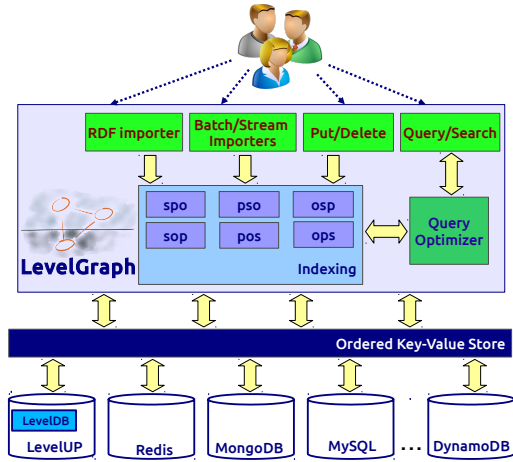 RDF importer
Batch/Stream
Importers
Put/Delete
Query/Search
spo
pso
osp
sop
pos
ops
Indexing
Query
Optimizer
LevelGraph
Ordered Key-Value Store
LevelDB
LevelUP
Redis
MongoDB
MySQL
...
DynamoDB